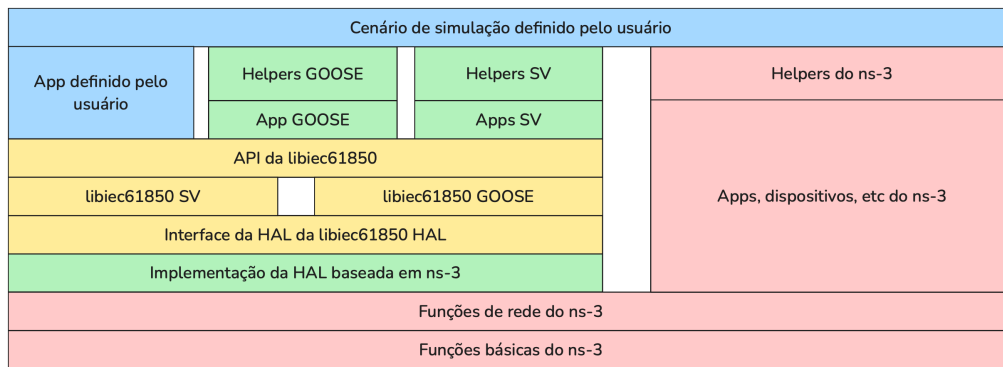 Cenário de simulação definido pelo usuário
App definido pelo
usuário
Helpers GOOSE
Helpers SV
Helpers do ns-3
App GOOSE
Apps SV
API da libiec61850
libiec61850 SV
libiec61850 GOOSE
Apps, dispositivos, etc do ns-3
Interface da HAL da libiec61850 HAL
Implementação da HAL baseada em ns-3
Funções de rede do ns-3
Funções básicas do ns-3